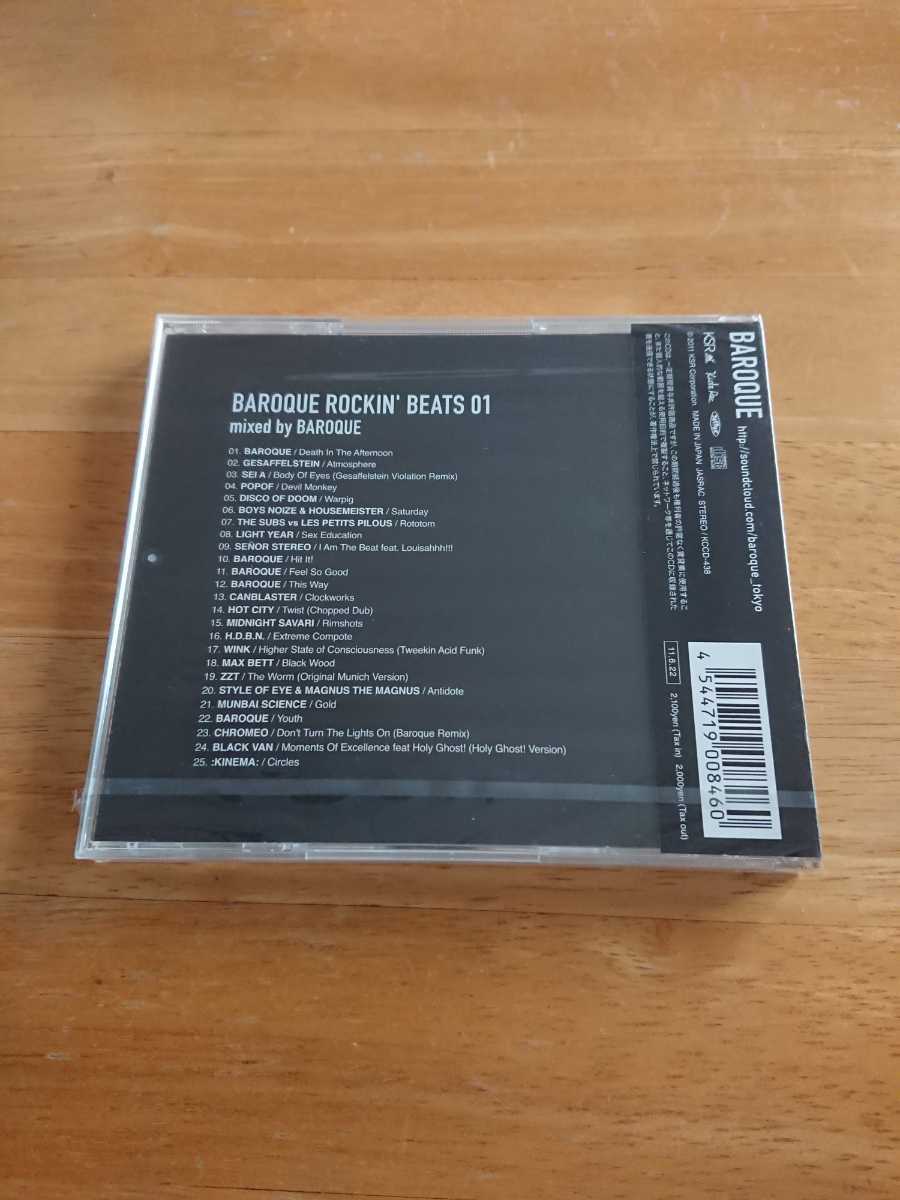 BAROQUE ROCKIN' BEATS 01
mixed by BAROQUE
01. BAROQUE / Death In The Afternoon
02. GESAFFELSTEIN / Atmosphere
03. SEI A / Body Of Eyes (Gesaffelstein Violation Remix)
04. POPOF / Devil Monkey
05. DISCO OF DOOM / Warpig
06. BOYS NOIZE & HOUSEMEISTER / Saturday
07. THE SUBS vs LES PETITS PILOUS / Rototom
08. LIGHT YEAR / Sex Education
09. SEÑOR STEREO / I Am The Beat feat. Louisahhh!!!
10. BAROQUE / Hit It!
11. BAROQUE / Feel So Good
12. BAROQUE / This Way
13. CANBLASTER / Clockworks
14. HOT CITY / Twist (Chopped Dub)
15. MIDNIGHT SAVARI / Rimshots
16. H.D.B.N. / Extreme Compote
17. WINK / Higher State of Consciousness (Tweekin Acid Funk)
18. MAX BETT / Black Wood
19. ZZT / The Worm (Original Munich Version)
20. STYLE OF EYE & MAGNUS THE MAGNUS / Antidote
21. MUNBAI SCIENCE / Gold
22. BAROQUE / Youth
23. CHROMEO / Don't Turn The Lights On (Baroque Remix)
24. BLACK VAN / Moments Of Excellence feat Holy Ghost! (Holy Ghost! Version)
25. :KINEMA: / Circles
BAROQUE http://soundcloud.com/baroque_tokyo
KSR
© 2011 KSR Corporation MADE IN JAPAN JASRAC STEREO / KCCD-438
11.6.22 2,100yen (Tax in) 2,000yen (Tax out)
4 544719 008460